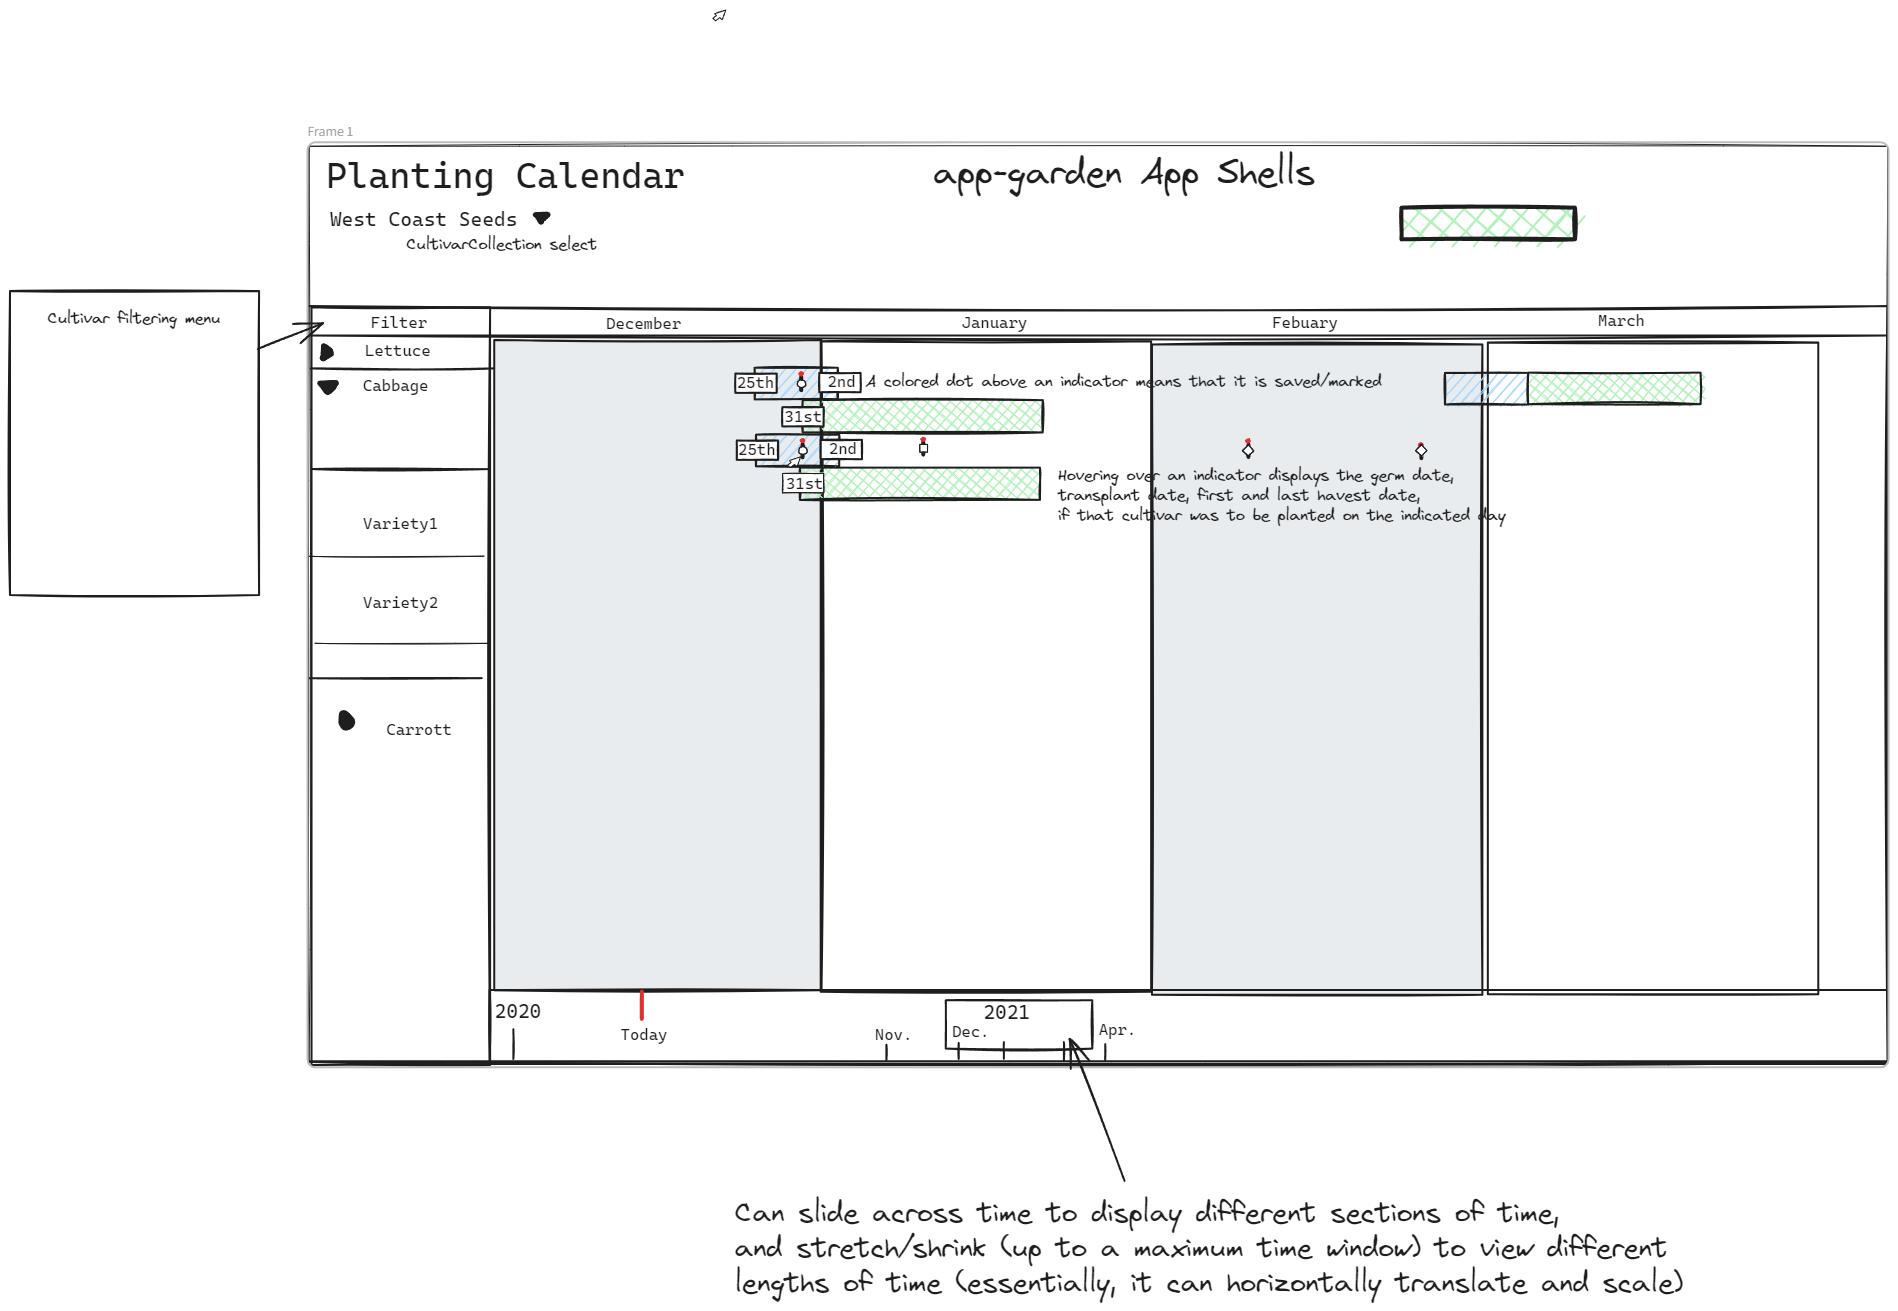 Frame 1
Planting Calendar
app-garden App Shells
West Coast Seeds
CultivarCollection select
Cultivar filtering menu
Filter
December
January
Febuary
March
Lettuce
Cabbage
25th
2nd
A colored dot above an indicator means that it is saved/marked
31st
25th
2nd
31st
Hovering over an indicator displays the germ date,
transplant date, first and last havest date,
if that cultivar was to be planted on the indicated day
Variety1
Variety2
Carrott
2020
Today
Nov.
2021
Dec.
Apr.
Can slide across time to display different sections of time,
and stretch/shrink (up to a maximum time window) to view different
lengths of time (essentially, it can horizontally translate and scale)